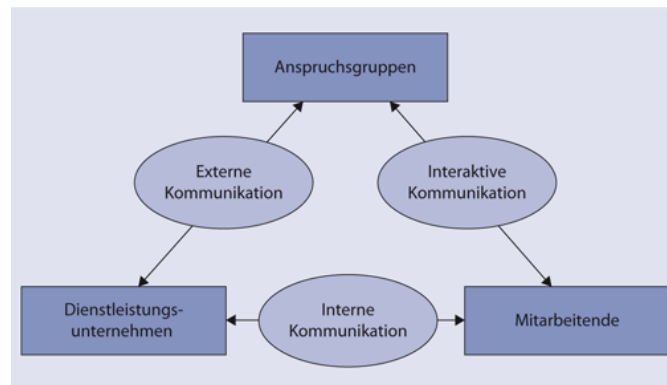 Anspruchsgruppen
Externe
Kommunikation
Interaktive
Kommunikation
Dienstleistungs-
unternehmen
Interne
Kommunikation
Mitarbeitende